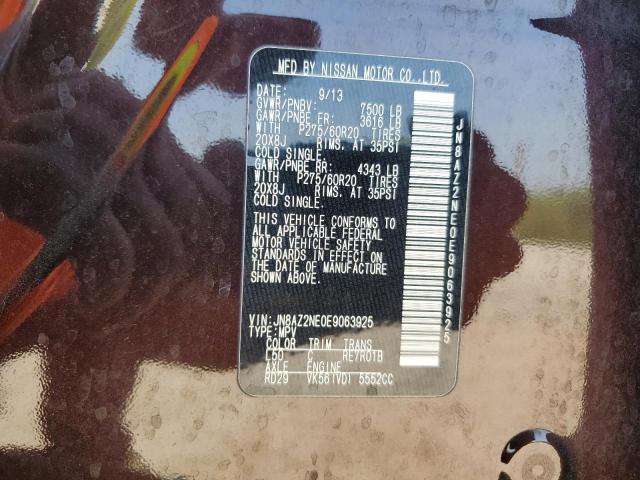 MFD BY NISSAN MOTOR CO.,LTD.
DATE: 9/13
GVWR/PNBV: 7500 LB
GAWR/PNBE FR: 3616 LB
WITH P275/60R20 TIRES
20X8J RIMS, AT 35PSI
COLD SINGLE.
GAWR/PNBE RR: 4343 LB
WITH P275/60R20 TIRES
20X8J RIMS, AT 35PSI
COLD SINGLE.
THIS VEHICLE CONFORMS TO
ALL APPLICABLE FEDERAL
MOTOR VEHICLE SAFETY
STANDARDS IN EFFECT ON
THE DATE OF MANUFACTURE
SHOWN ABOVE.
VIN:JN8AZ2NE0E9063925
TYPE:MPV
COLOR TRIM TRANS
L50 C RE7R01B
AXLE ENGINE
RD29 VK56(VD) 5552CC
JN8AZ2NE0E9063925